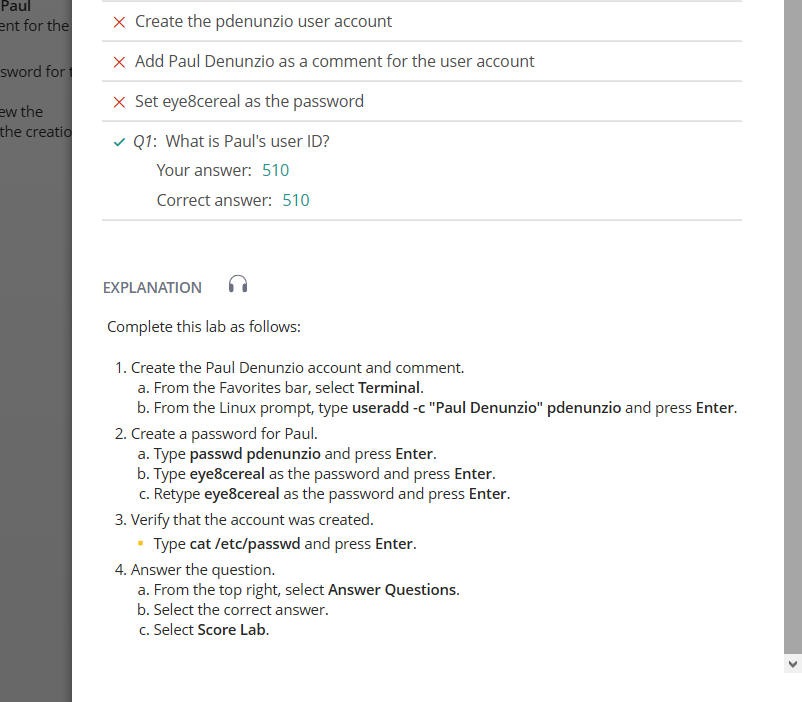 Paul
ent for the
sword for t
ew the
the creatio
Create the pdenunzio user account
Add Paul Denunzio as a comment for the user account
Set eye8cereal as the password
Q1: What is Paul's user ID?
Your answer: 510
Correct answer: 510
EXPLANATION
Complete this lab as follows:
1. Create the Paul Denunzio account and comment.
a. From the Favorites bar, select Terminal.
b. From the Linux prompt, type useradd -c "Paul Denunzio" pdenunzio and press Enter.
2. Create a password for Paul.
a. Type passwd pdenunzio and press Enter.
b. Type eye8cereal as the password and press Enter.
c. Retype eye8cereal as the password and press Enter.
3. Verify that the account was created.
Type cat /etc/passwd and press Enter.
4. Answer the question.
a. From the top right, select Answer Questions.
b. Select the correct answer.
c. Select Score Lab.